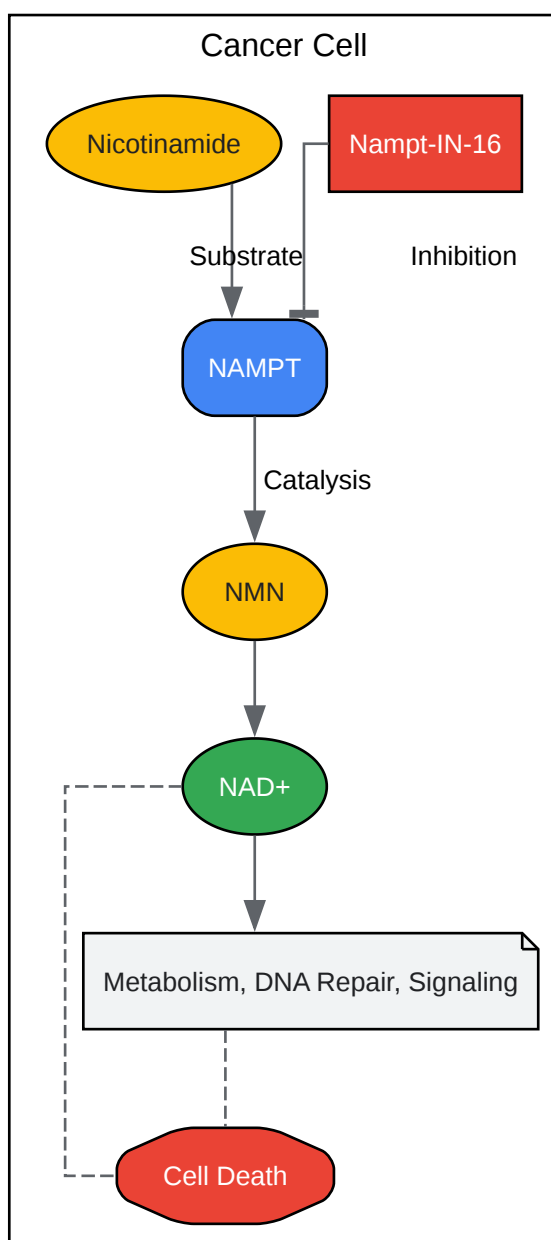 Cancer Cell
Nicotinamide
Nampt-IN-16
Substrate
Inhibition
NAMPT
Catalysis
NMN
NAD+
Metabolism, DNA Repair, Signaling
Cell Death